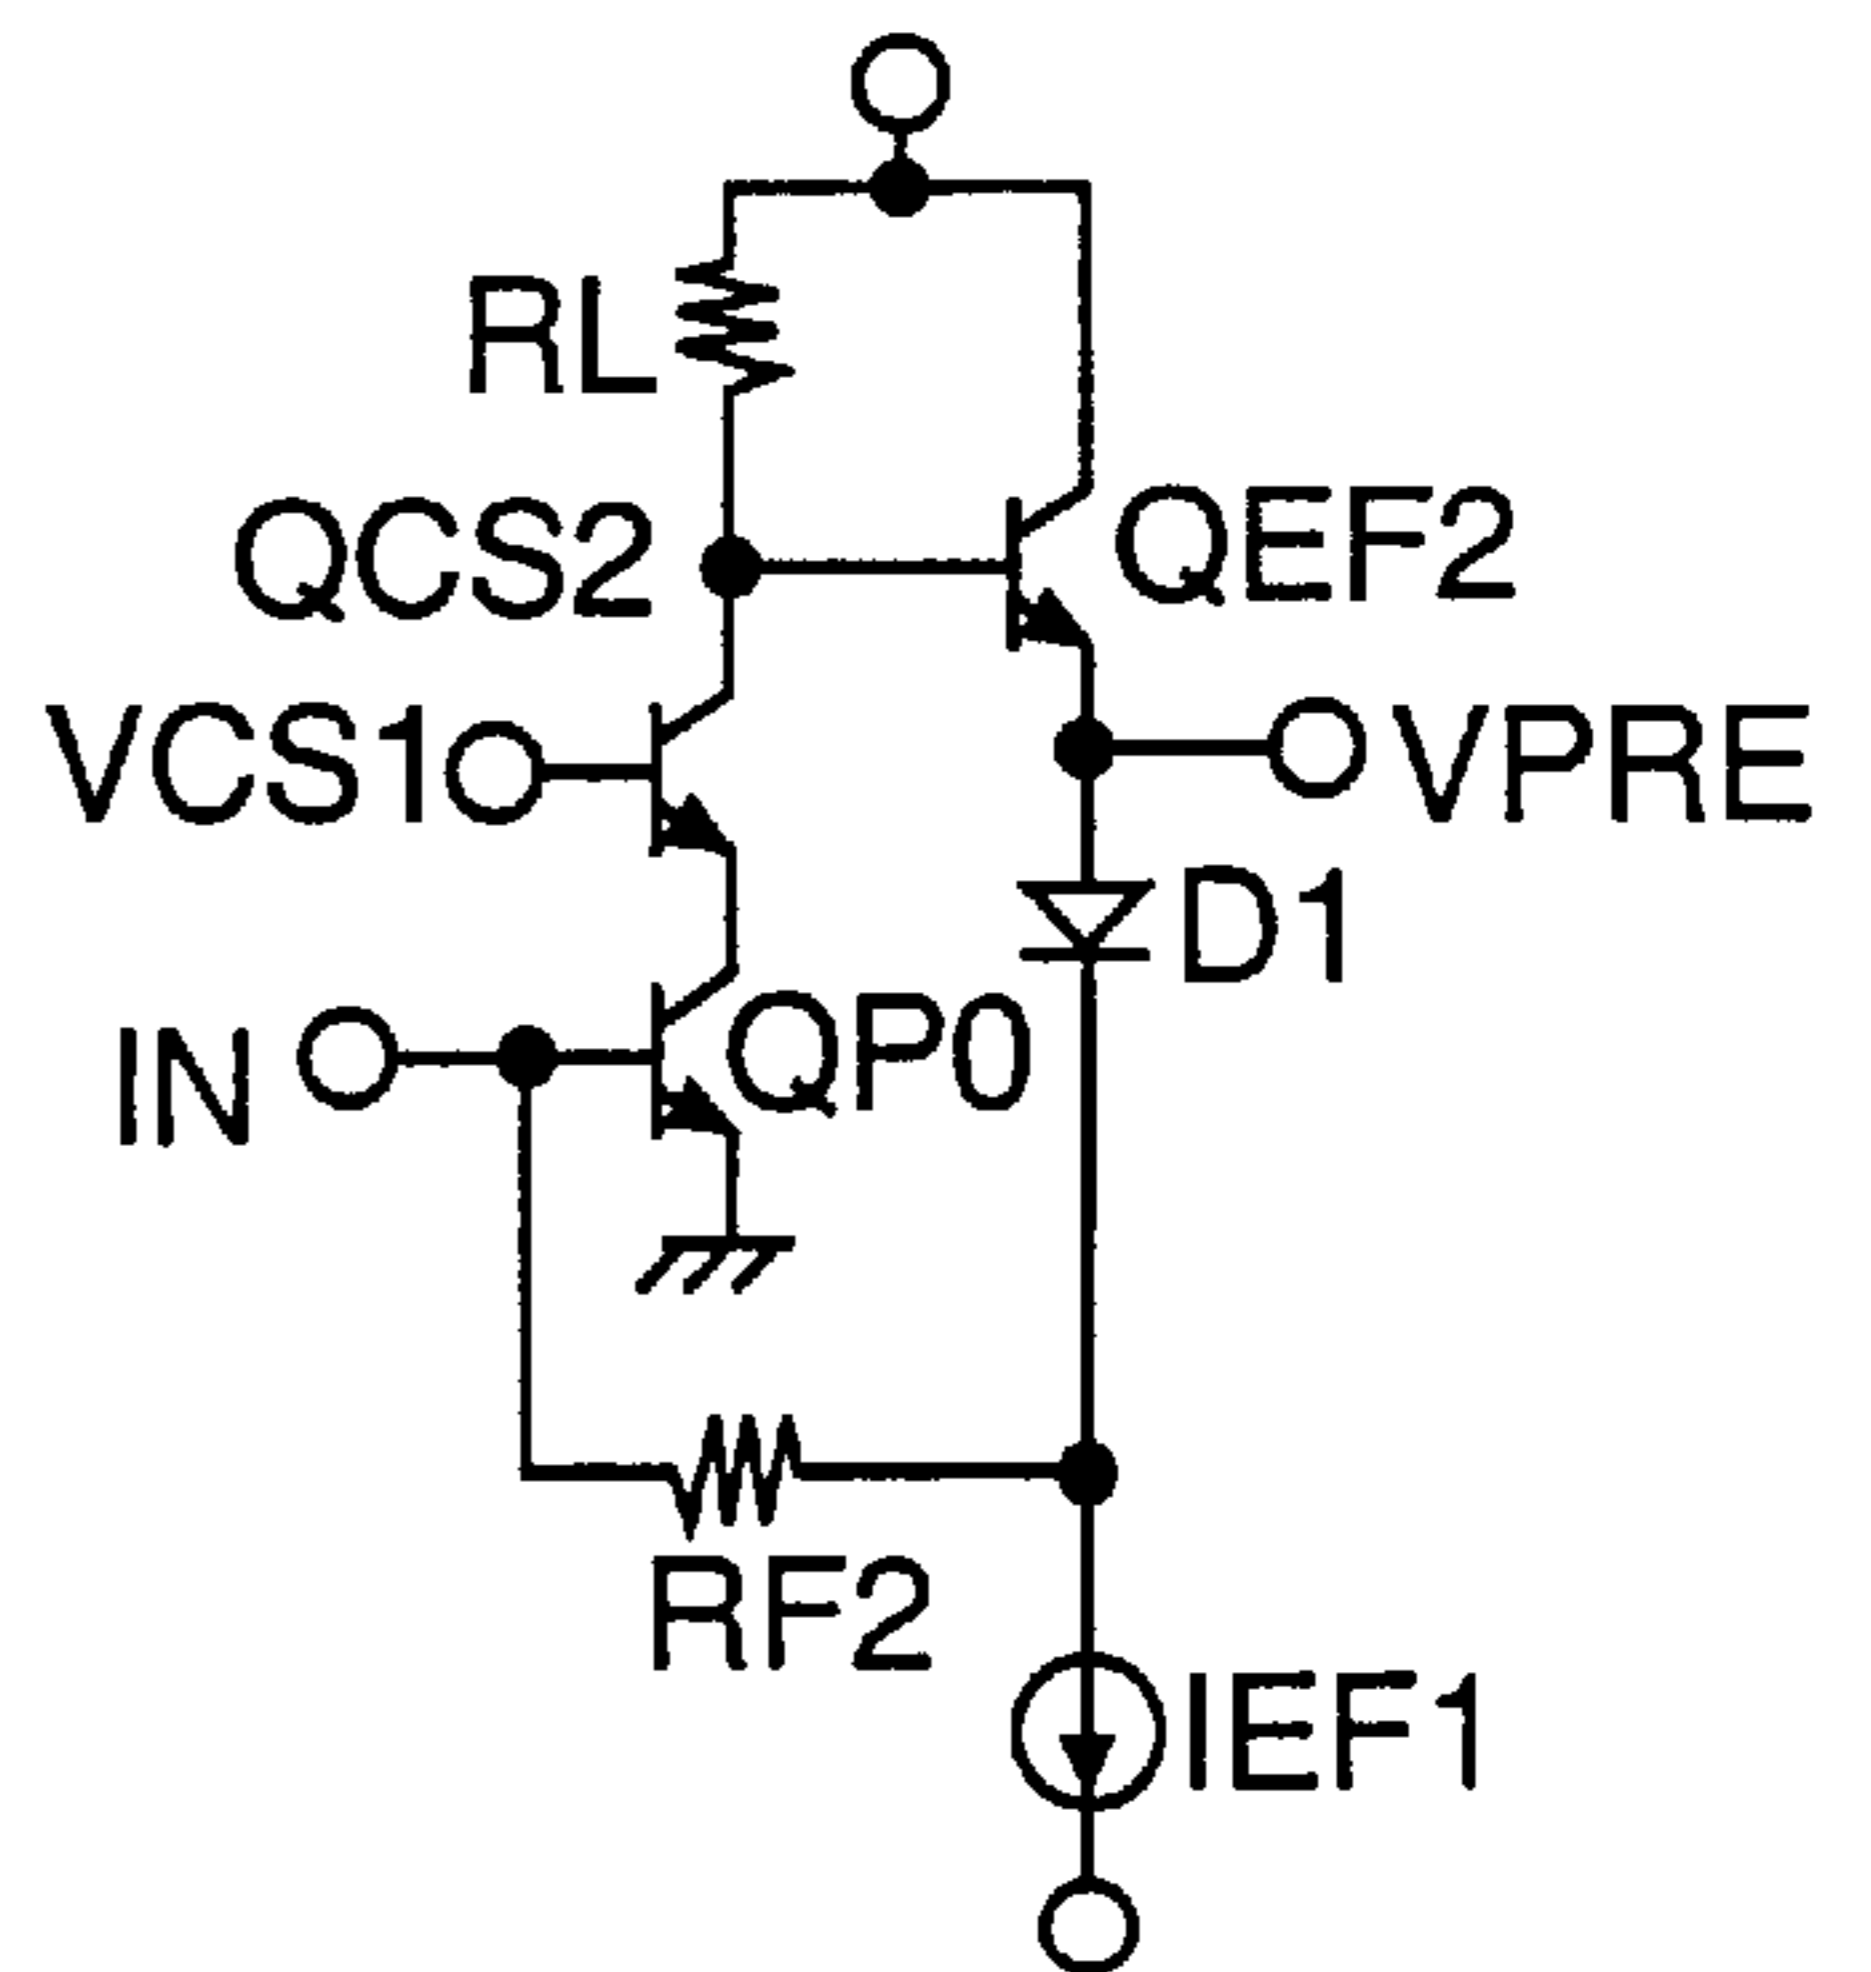 RL
QCS2
QEF2
VCS1
VPRE
D1
IN
QP0
RF2
IEF1